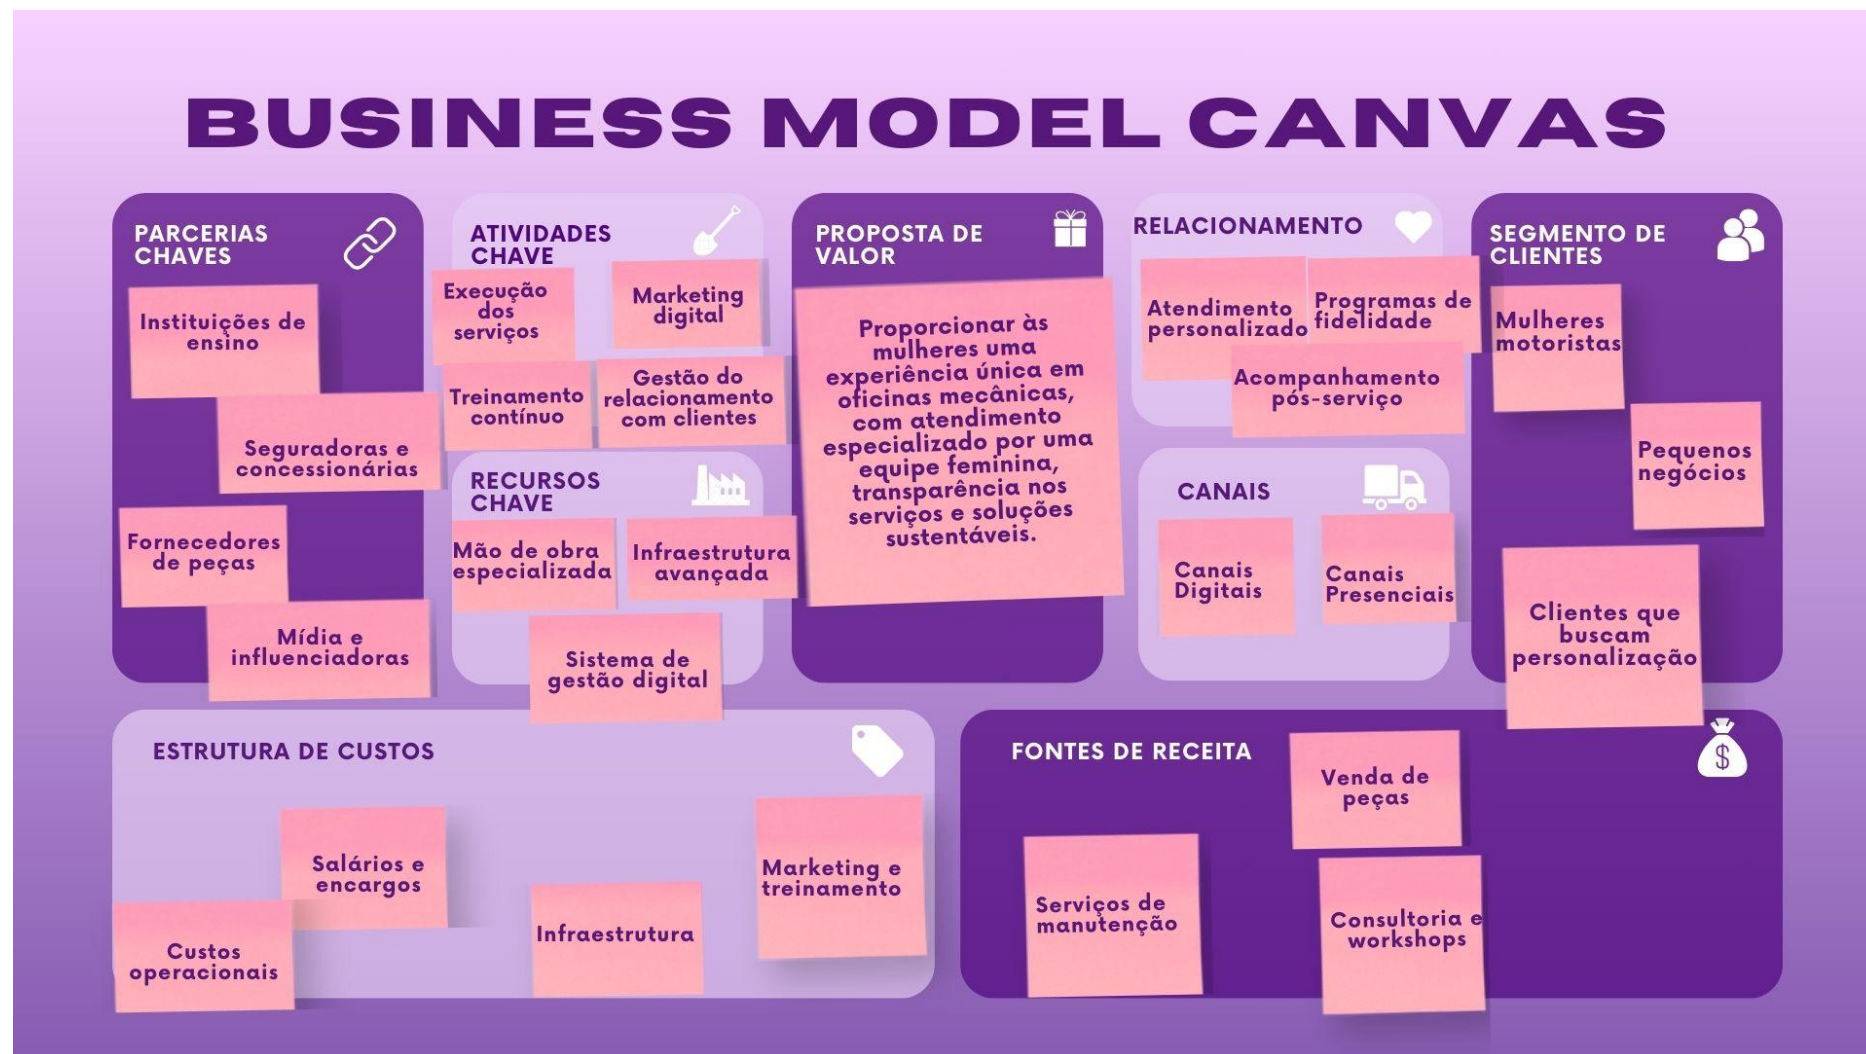 BUSINESS MODEL CANVAS
PARCERIAS
CHAVES
Instituições de
ensino
Seguradoras e
concessionárias
Fornecedores
de peças
Mídia e
influenciadoras
ATIVIDADES
CHAVE
Execução
dos
serviços
Marketing
digital
Treinamento
contínuo
Gestão do
relacionamento
com clientes
RECURSOS
CHAVE
Mão de obra
especializada
Infraestrutura
avançada
Sistema de
gestão digital
PROPOSTA DE
VALOR
Proporcionar às
mulheres uma
experiência única em
oficinas mecânicas,
com atendimento
especializado por uma
equipe feminina,
transparência nos
serviços e soluções
sustentáveis.
RELACIONAMENTO
Atendimento
personalizado
Programas de
fidelidade
Acompanhamento
pós-serviço
CANAIS
Canais
Digitais
Canais
Presenciais
SEGMENTO DE
CLIENTES
Mulheres
motoristas
Pequenos
negócios
Clientes que
buscam
personalização
ESTRUTURA DE CUSTOS
Salários e
encargos
Custos
operacionais
Infraestrutura
Marketing e
treinamento
FONTES DE RECEITA
$
Venda de
peças
Serviços de
manutenção
Consultoria e
workshops